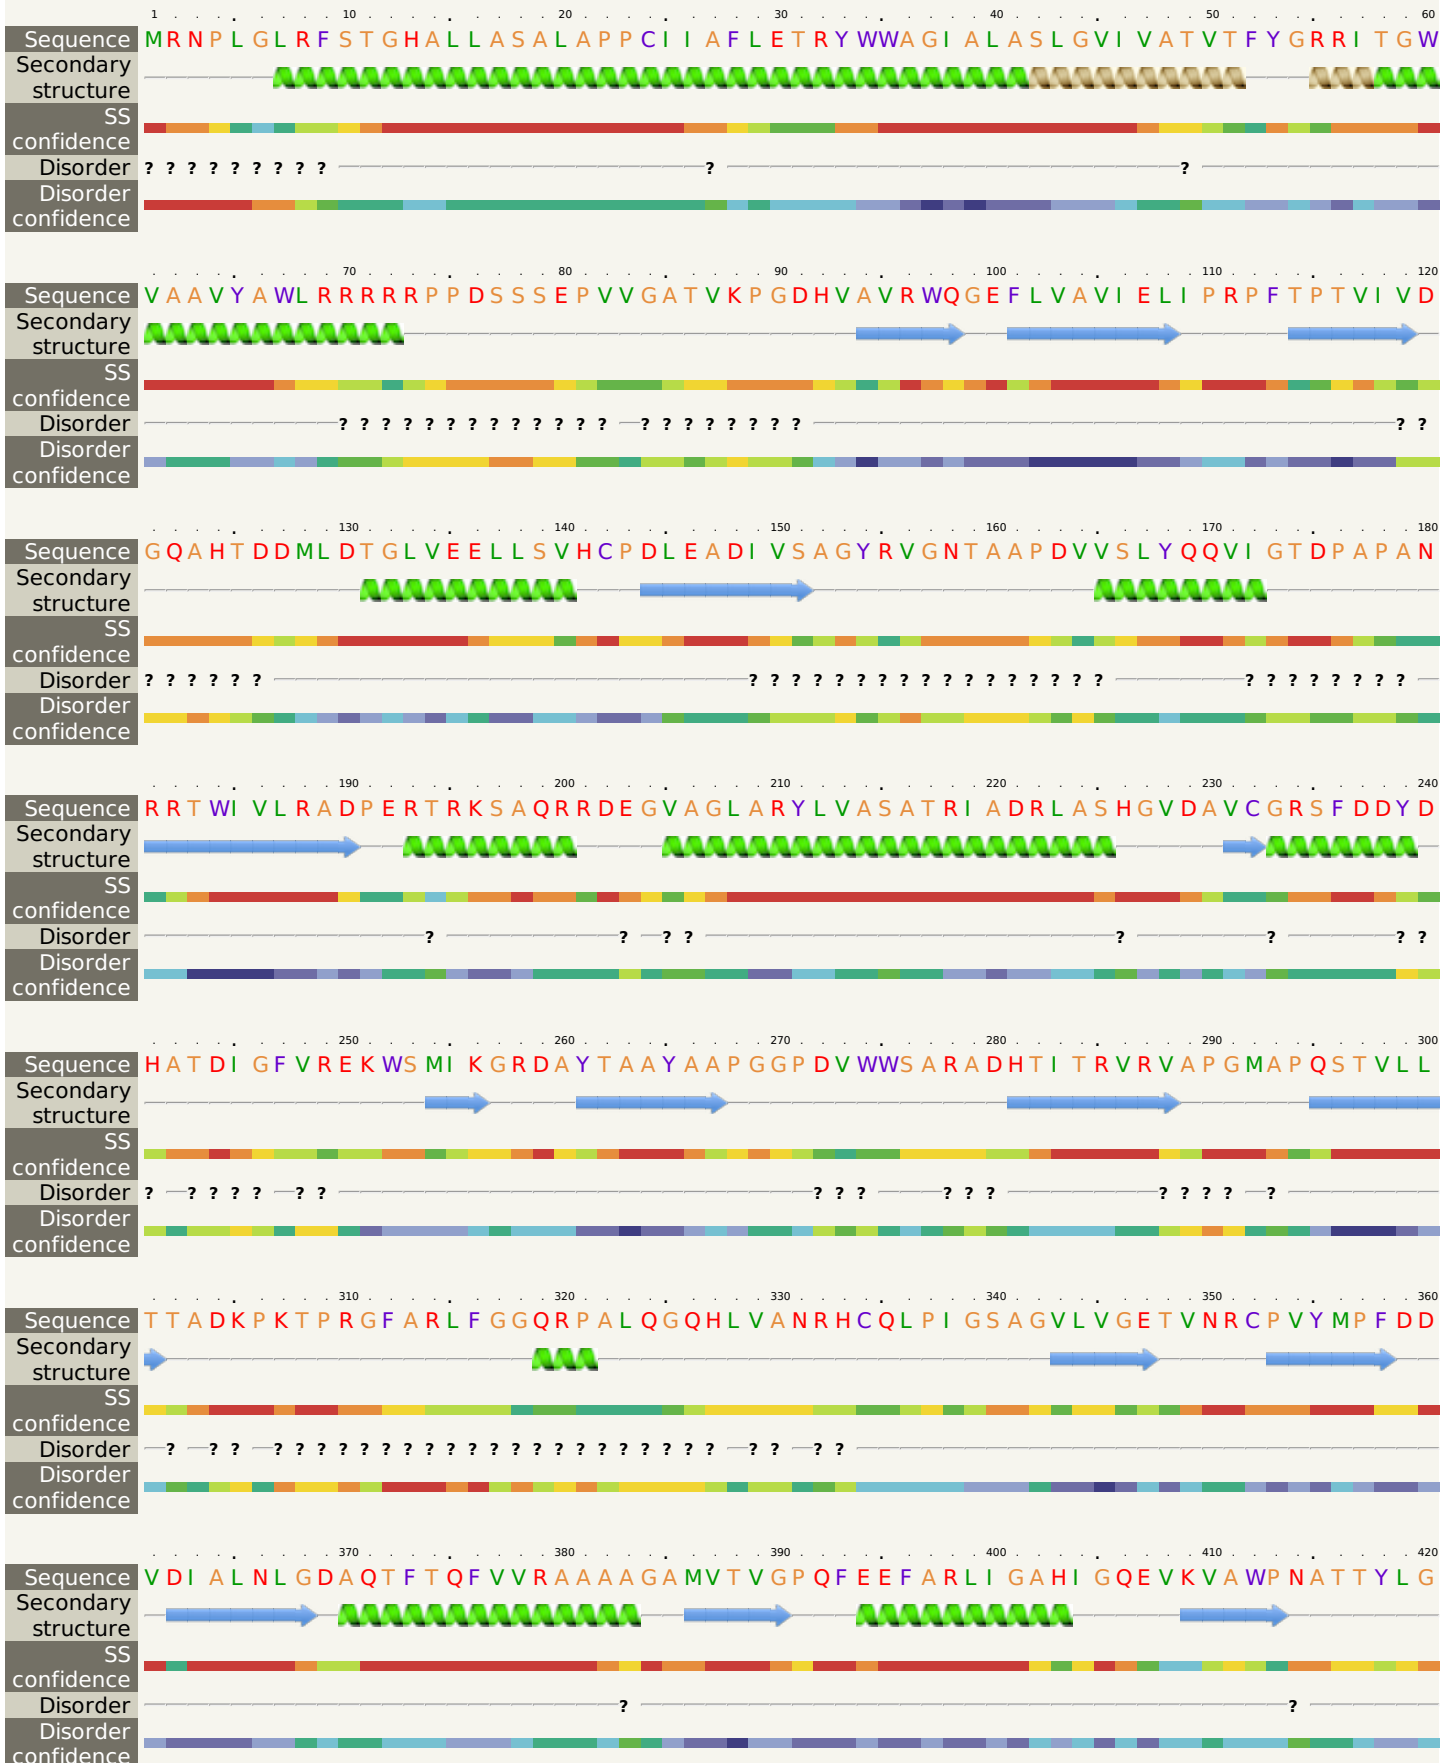 1 10 20 30 40 50 60
Sequence MRNPLGLRFSTGHALLASALAPPCIIAFLETRYWWAGIALASLGVIVATVTFYGRRITGW
Secondary
structure
SS
confidence
Disorder ? ? ? ? ? ? ? ? ? ? ?
Disorder
confidence
70 80 90 100 110 120
Sequence VAAVYAWLRRRRRRPPDSSSEPVVGATVKPGDHVAVRWQGEFLVAVIELIPRPFTPTVIVD
Secondary
structure
SS
confidence
Disorder ? ? ? ? ? ? ? ? ? ? ? ? ? ? ? ? ? ? ? ? ? ? ?
Disorder
confidence
130 140 150 160 170 180
Sequence GQAHTDDMLDTGLVEELLSVHCPDLEADIVSAGYRVGNTAAPDVVSLYQQVIGTDPAPAN
Secondary
structure
SS
confidence
Disorder ? ? ? ? ? ? ? ? ? ? ? ? ? ? ? ? ? ? ? ? ? ? ? ? ? ? ? ? ? ? ?
Disorder
confidence
190 200 210 220 230 240
Sequence RRTWIVLRADPERTRKSAQRRDEGVAGLARYLVASATRIADRLASHGVDAVCGRSFDDYD
Secondary
structure
SS
confidence
Disorder ? ? ? ? ? ? ? ?
Disorder
confidence
250 260 270 280 290 300
Sequence HATDIGFVREKWSMIKGRDAYTAAYAAPGGPDVWWSARADHTITRVRVAPGMAPQSTVLL
Secondary
structure
SS
confidence
Disorder ? ? ? ? ? ? ? ? ? ? ? ? ? ? ? ? ? ?
Disorder
confidence
310 320 330 340 350 360
Sequence TTADKPKTPRGFARLFGGQRPALQGQHLVANRHCQLPIGSAGVLVGETVNRCPVYMPFDD
Secondary
structure
SS
confidence
Disorder ? ? ? ? ? ? ? ? ? ? ? ? ? ? ? ? ? ? ? ? ? ? ? ? ? ? ? ?
Disorder
confidence
370 380 390 400 410 420
Sequence VDIALNLGDAQTFTQFVVRAAAAGAMVTVGPQFEEFARLIGAHIGQEVKVAWPNATTYLG
Secondary
structure
SS
confidence
Disorder ? ?
Disorder
confidence